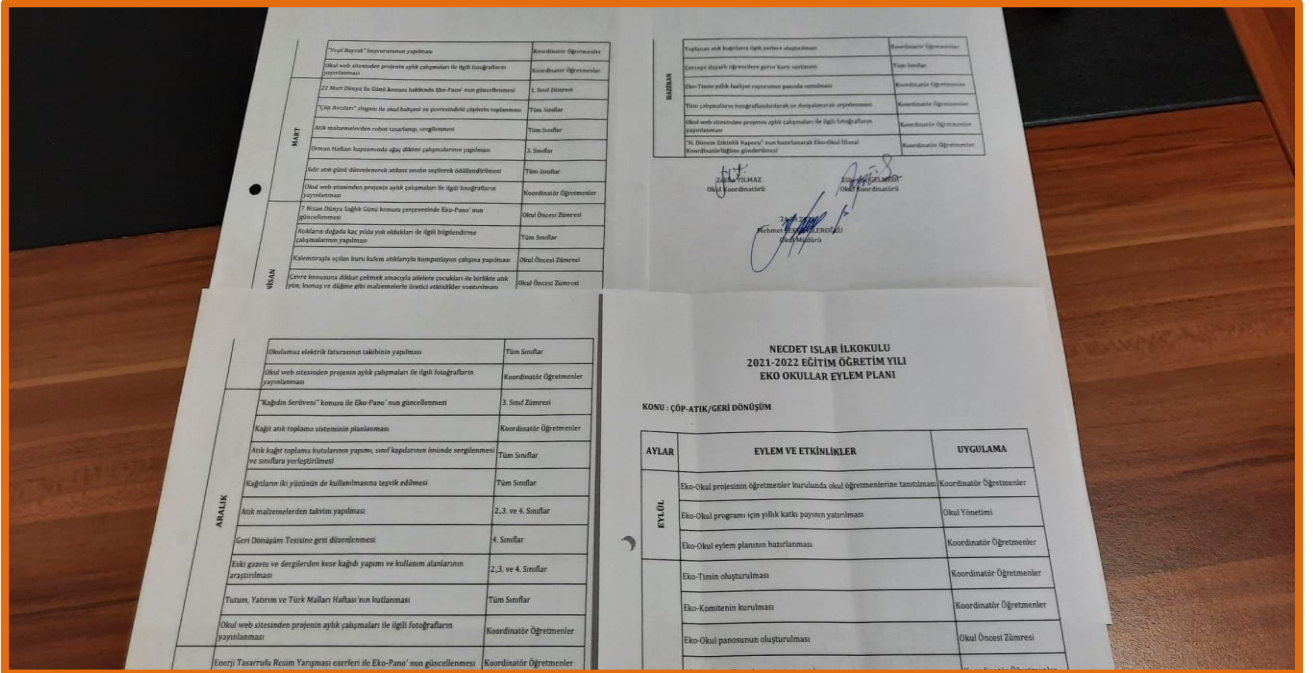 "Yeşil Bayrak" başvurusunun yapılması
Koordinatör Öğretmenler
Okul web sitesinden projenin aylık çalışmaları ile ilgili fotoğrafların
yayınlanması
Koordinatör Öğretmenler
MART
22 Mart Dünya Su Günü konusu hakkında Eko-Pano' nun güncellenmesi
1. Sınıf Zümresi
"Çöp Avcıları" sloganı ile okul bahçesi ve çevresindeki çöplerin toplanması
Tüm Sınıflar
Atık malzemelerden robot tasarlanıp, sergilenmesi
Tüm Sınıflar
Orman Haftası kapsamında ağaç dikimi çalışmalarının yapılması
3. Sınıflar
Sıfır atık günü düzenlenerek atıksız sınıfın seçilerek ödüllendirilmesi
Tüm Sınıflar
Okul web sitesinden projenin aylık çalışmaları ile ilgili fotoğrafların
yayınlanması
Koordinatör Öğretmenler
NİSAN
7 Nisan Dünya Sağlık Günü konusu çerçevesinde Eko-Pano' nun
güncellenmesi
Okul Öncesi Zümresi
Atıkların doğada kaç yılda yok oldukları ile ilgili bilgilendirme
çalışmalarının yapılması
Tüm Sınıflar
Kalemtıraşla açılan kuru kalem atıklarıyla kompozisyon çalışma yapılması
Okul Öncesi Zümresi
Çevre konusuna dikkat çekmek amacıyla ailelere çocukları ile birlikte atık
gibi malzemelerle üretici etkinlikler yaptırılması
Okul Öncesi Zümresi
HAZİRAN
Toplanan atık kağıtların ilgili yerlere ulaştırılması
Koordinatör Öğretmenler
Çevreye duyarlı öğrencilere gurur kartı verilmesi
Tüm Sınıflar
Eko-Timin yıllık faaliyet raporunun panoda sunulması
Koordinatör Öğretmenler
Tüm çalışmaların fotoğraflandırılarak ve dosyalanarak arşivlenmesi
Koordinatör Öğretmenler
Okul web sitesinden projenin aylık çalışmaları ile ilgili fotoğrafların
yayınlanması
Koordinatör Öğretmenler
"II. Dönem Etkinlik Raporu" nun hazırlanarak Eko-Okul Ulusal
Koordinatörlüğüne gönderilmesi
Koordinatör Öğretmenler
YILMAZ
Okul Koordinatörü
Okul Koordinatörü
Mehmet
Okul Müdürü
Okulumuz elektrik faturasının takibinin yapılması
Tüm Sınıflar
Okul web sitesinden projenin aylık çalışmaları ile ilgili fotoğrafların
yayınlanması
Koordinatör Öğretmenler
ARALIK
"Kağıdın Serüveni" konusu ile Eko-Pano' nun güncellenmesi
3. Sınıf Zümresi
Kağıt atık toplama sisteminin planlanması
Koordinatör Öğretmenler
Atık kağıt toplama kutularının yapımı, sınıf kapılarının önünde sergilenmesi
ve sınıflara yerleştirilmesi
Tüm Sınıflar
Kağıtların iki yüzünün de kullanılmasına teşvik edilmesi
Tüm Sınıflar
Atık malzemelerden takvim yapılması
2.,3. ve 4. Sınıflar
Geri Dönüşüm Tesisine gezi düzenlenmesi
4. Sınıflar
Eski gazete ve dergilerden kese kağıdı yapımı ve kullanım alanlarının
araştırılması
2.,3. ve 4. Sınıflar
Tutum, Yatırım ve Türk Malları Haftası'nın kutlanması
Tüm Sınıflar
Okul web sitesinden projenin aylık çalışmaları ile ilgili fotoğrafların
yayınlanması
Koordinatör Öğretmenler
Enerji Tasarrufu Resim Yarışması eserleri ile Eko-Pano' nun güncellenmesi
Koordinatör Öğretmenler
NECDET ISLAR İLKOKULU
2021-2022 EĞİTİM ÖĞRETİM YILI
EKO OKULLAR EYLEM PLANI
KONU : ÇÖP-ATIK/GERİ DÖNÜŞÜM
AYLAR
EYLEM VE ETKİNLİKLER
UYGULAMA
EYLÜL
Eko-Okul projesinin öğretmenler kurulunda okul öğretmenlerine tanıtılması
Koordinatör Öğretmenler
Eko-Okul programı için yıllık katkı payının yatırılması
Okul Yönetimi
Eko-Okul eylem planının hazırlanması
Koordinatör Öğretmenler
Eko-Timin oluşturulması
Koordinatör Öğretmenler
Eko-Komitenin kurulması
Koordinatör Öğretmenler
Eko-Okul panosunun oluşturulması
Okul Öncesi Zümresi